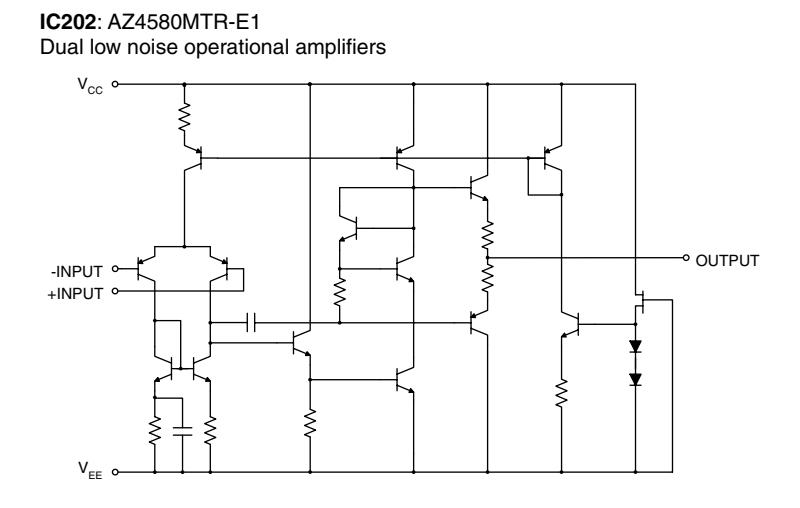 IC202: AZ4580MTR-E1
Dual low noise operational amplifiers
VCC
-INPUT
+INPUT
OUTPUT
VEE